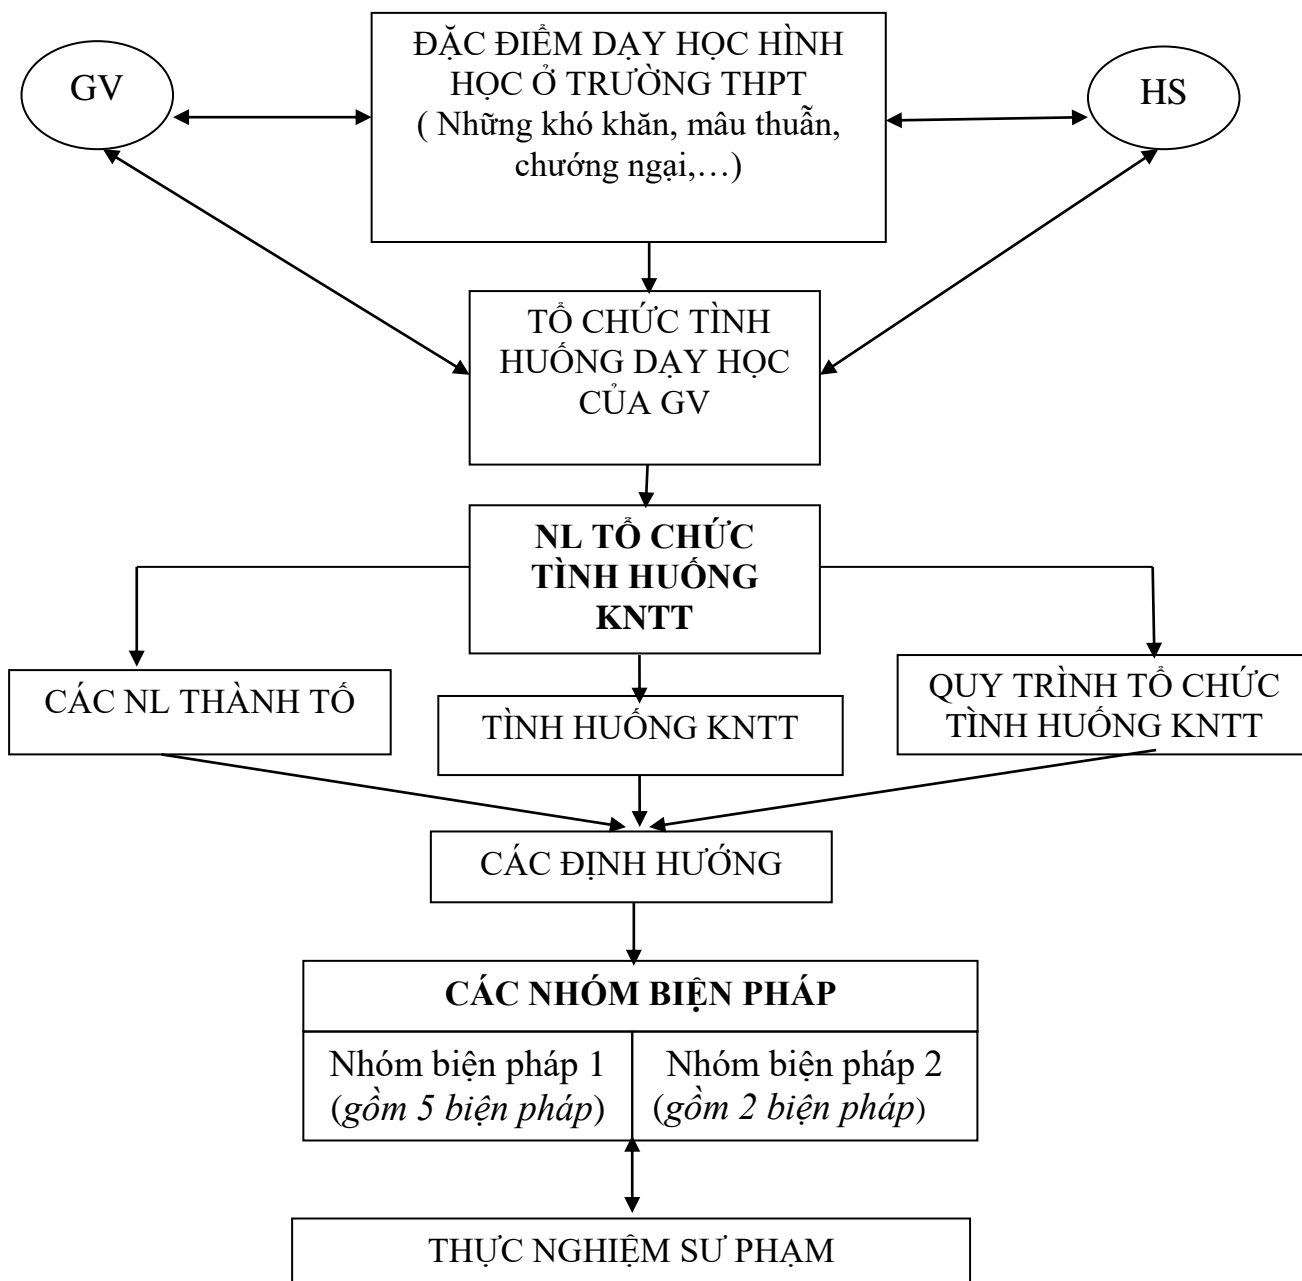 GV
ĐẶC ĐIỂM DẠY HỌC HÌNH
HỌC Ở TRƯỜNG THPT
( Những khó khăn, mâu thuẫn,
chướng ngại,…)
HS
TỔ CHỨC TÌNH
HUỐNG DẠY HỌC
CỦA GV
NL TỔ CHỨC
TÌNH HUỐNG
KNTT
CÁC NL THÀNH TỐ
TÌNH HUỐNG KNTT
QUY TRÌNH TỔ CHỨC
TÌNH HUỐNG KNTT
CÁC ĐỊNH HƯỚNG
CÁC NHÓM BIỆN PHÁP
Nhóm biện pháp 1
(gồm 5 biện pháp)
Nhóm biện pháp 2
(gồm 2 biện pháp)
THỰC NGHIỆM SƯ PHẠM